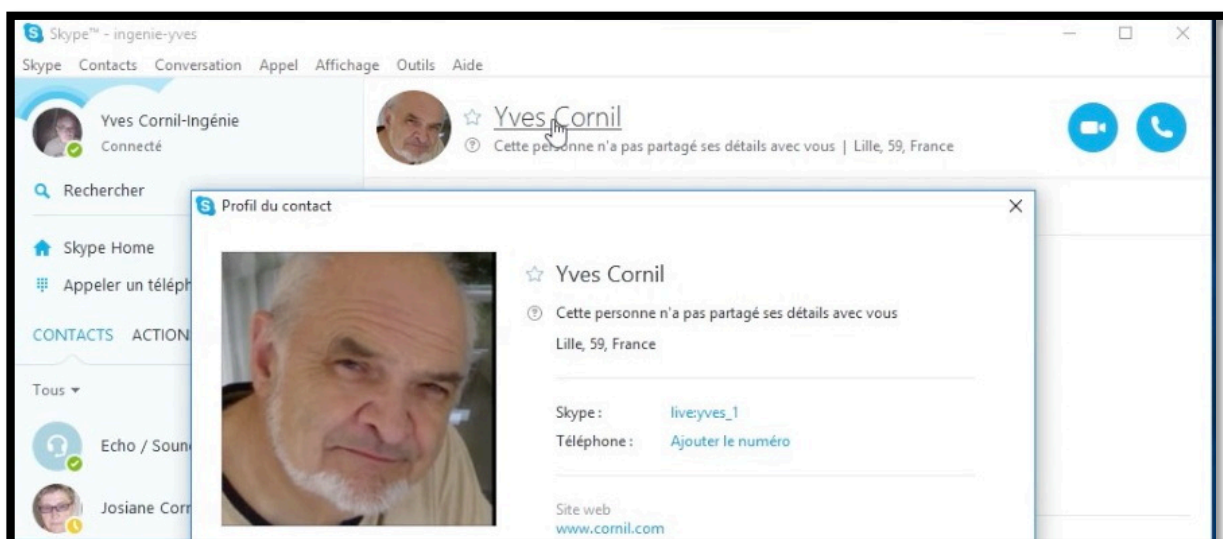 Skype™ - ingenie-yves
Skype Contacts Conversation Appel Affichage Outils Aide
Yves Cornil-Ingénie
Connecté
Yves Cornil
Cette personne n'a pas partagé ses détails avec vous | Lille, 59, France
Rechercher
Profil du contact
Skype Home
Appeler un téléph
CONTACTS ACTION
Tous
Echo / Soun
Josiane Corn
Yves Cornil
Cette personne n'a pas partagé ses détails avec vous
Lille, 59, France
Skype : live:yves_1
Téléphone : Ajouter le numéro
Site web
www.cornil.com